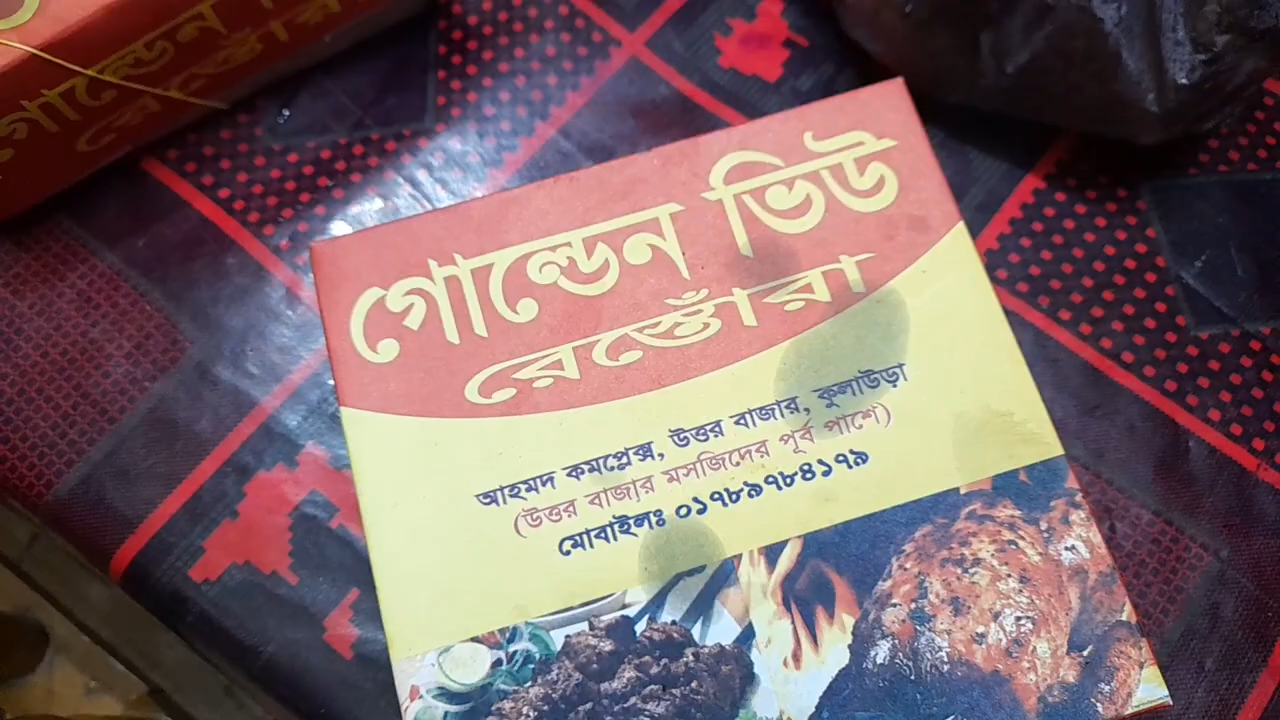 গোল্ডেন
রেস্তোঁরা
গোল্ডেন ভিউ
রেস্তোঁরা
আহমদ কমপ্লেক্স, উত্তর বাজার, কুলাউড়া
(উত্তর বাজার মসজিদের পূর্ব পাশে)
মোবাইলঃ ০১৭৮৯৭৮৪১৭৯